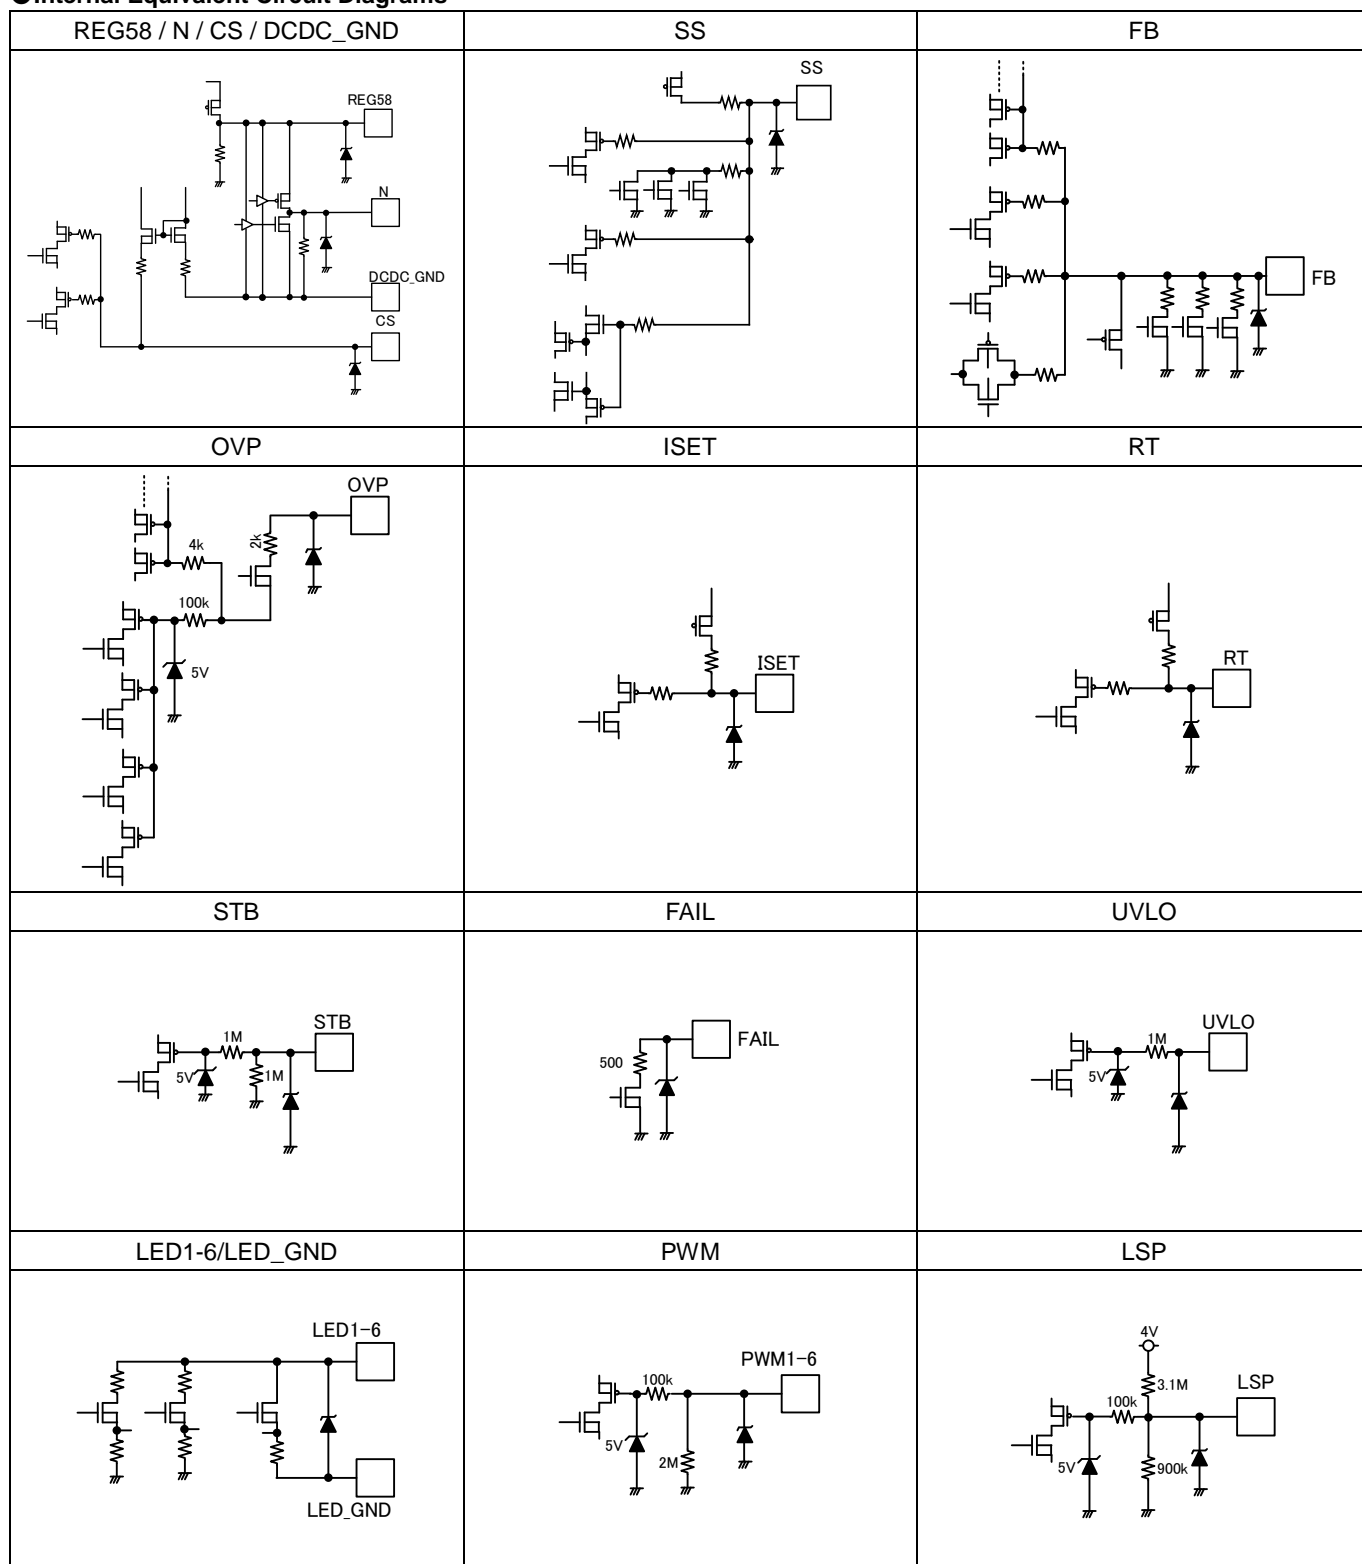 ●Internal Equivalent Circuit Diagrams
REG58 / N / CS / DCDC_GND
SS
FB
REG58
N
DCDC_GND
CS
SS
FB
OVP
ISET
RT
OVP
2k
4k
100k
5V
ISET
RT
STB
FAIL
UVLO
STB
1M
5V
1M
FAIL
500
UVLO
1M
5V
LED1-6/LED_GND
PWM
LSP
LED1-6
LED_GND
PWM1-6
100k
5V
2M
4V
3.1M
LSP
100k
5V
900k